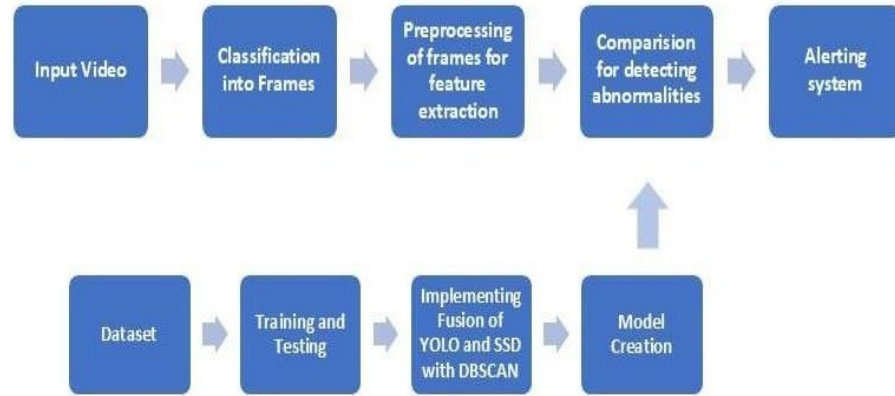 Input Video
Classification
into Frames
Preprocessing
of frames for
feature
extraction
Comparision
for detecting
abnormalities
Alerting
system
Dataset
Training and
Testing
Implementing
Fusion of
YOLO and SSD
with DBSCAN
Model
Creation